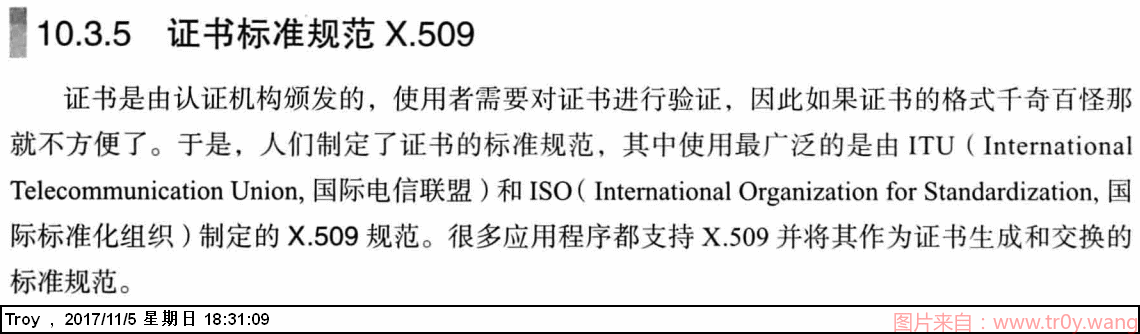 10.3.5 证书标准规范 X.509
证书是由认证机构颁发的，使用者需要对证书进行验证，因此如果证书的格式千奇百怪那
就不方便了。于是，人们制定了证书的标准规范，其中使用最广泛的是由 ITU（International
Telecommunication Union, 国际电信联盟）和 ISO（International Organization for Standardization, 国
际标准化组织）制定的 X.509 规范。很多应用程序都支持 X.509 并将其作为证书生成和交换的
标准规范。
Troy , 2017/11/5 星期日 18:31:09
图片来自：www.tr0y.wang